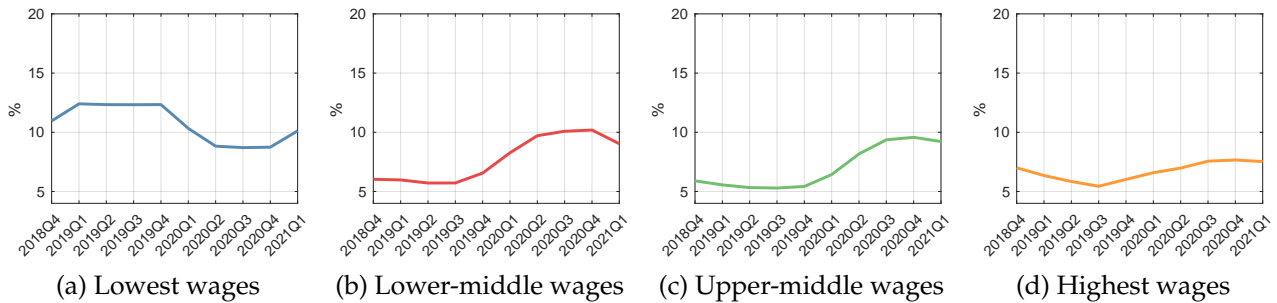 20
15
10
5
%
2018Q4
2019Q1
2019Q2
2019Q3
2019Q4
2020Q1
2020Q2
2020Q3
2020Q4
2021Q1
(a) Lowest wages
20
15
10
5
%
2018Q4
2019Q1
2019Q2
2019Q3
2019Q4
2020Q1
2020Q2
2020Q3
2020Q4
2021Q1
(b) Lower-middle wages
20
15
10
5
%
2018Q4
2019Q1
2019Q2
2019Q3
2019Q4
2020Q1
2020Q2
2020Q3
2020Q4
2021Q1
(c) Upper-middle wages
20
15
10
5
%
2018Q4
2019Q1
2019Q2
2019Q3
2019Q4
2020Q1
2020Q2
2020Q3
2020Q4
2021Q1
(d) Highest wages